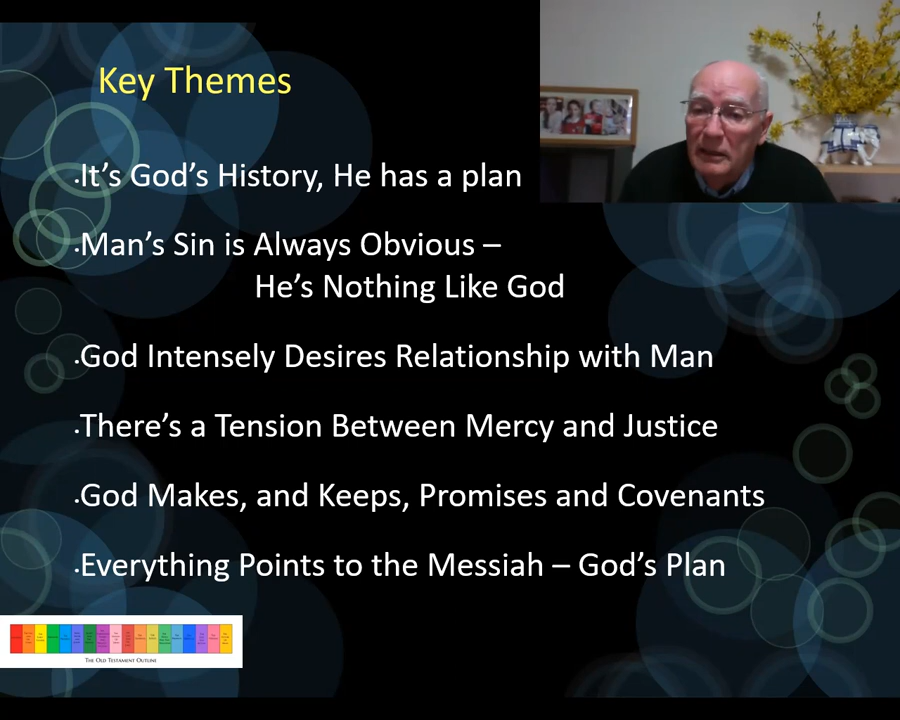 Key Themes
•It's God's History, He has a plan
•Man's Sin is Always Obvious –
He's Nothing Like God
•God Intensely Desires Relationship with Man
•There's a Tension Between Mercy and Justice
•God Makes, and Keeps, Promises and Covenants
•Everything Points to the Messiah – God's Plan
The Old Testament Outline